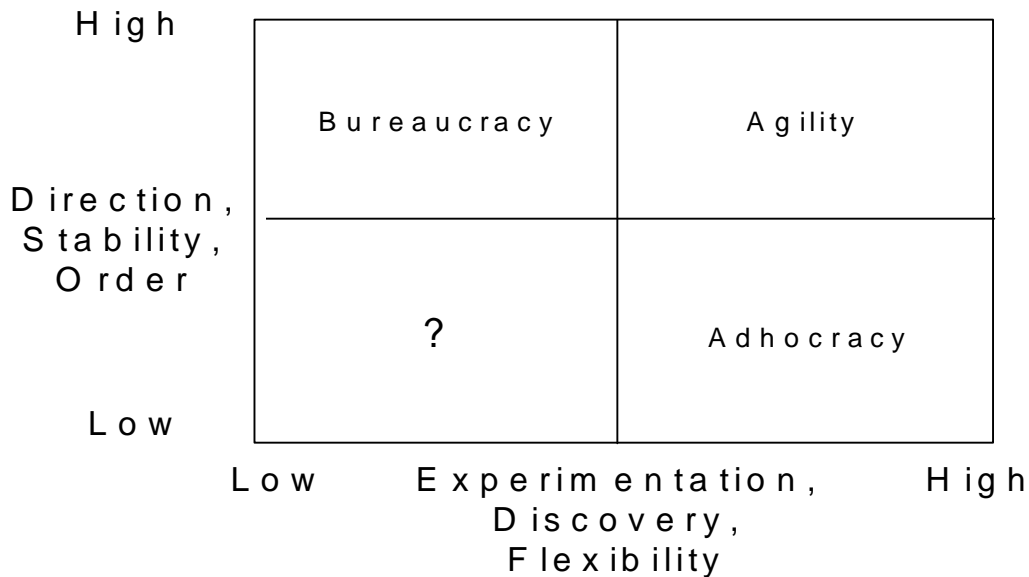 High
Bureaucracy
Agility
Direction,
Stability,
Order
?
Adhocracy
Low
Low
Experimentation,
High
Discovery,
Flexibility